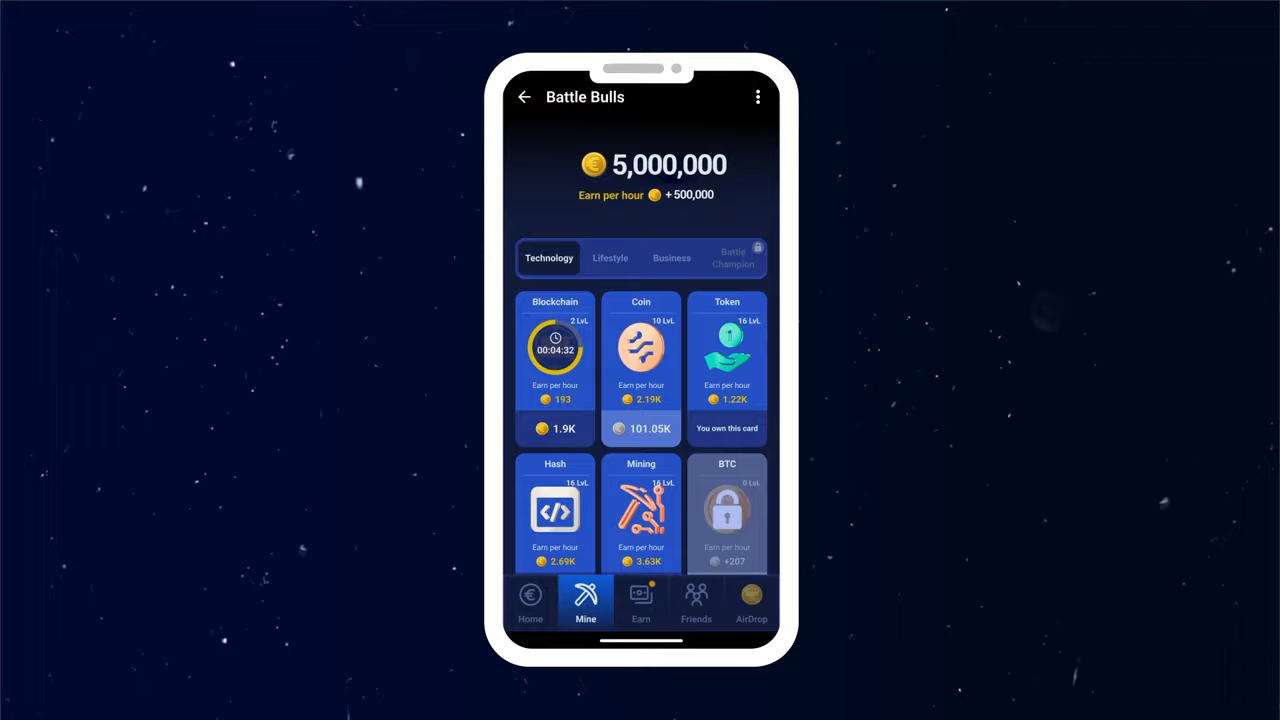 Battle Bulls
5,000,000
Earn per hour + 500,000
Technology
Lifestyle
Business
Battle
Champion
Blockchain
2 LvL
00:04:32
Earn per hour
193
1.9K
Coin
10 LvL
Earn per hour
2.19K
101.05K
Token
16 LvL
Earn per hour
1.22K
You own this card
Hash
16 LvL
Earn per hour
2.69K
Mining
16 LvL
Earn per hour
3.63K
BTC
0 LvL
Earn per hour
+207
Home
Mine
Earn
Friends
AirDrop